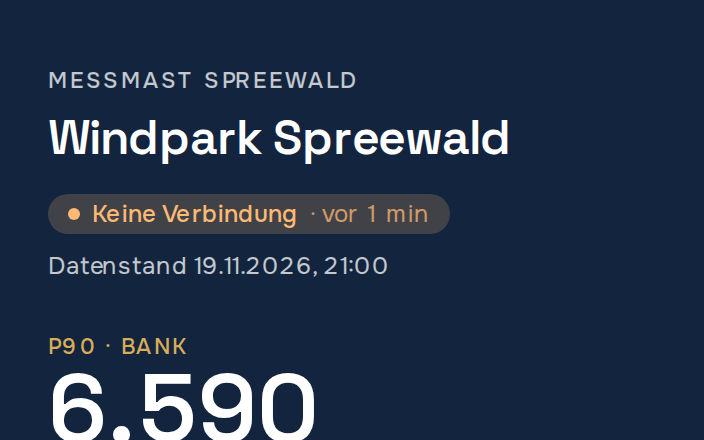 MESSMAST SPREEWALD
Windpark Spreewald
Keine Verbindung · vor 1 min
Datenstand 19.11.2026, 21:00
P90 · BANK
6.590